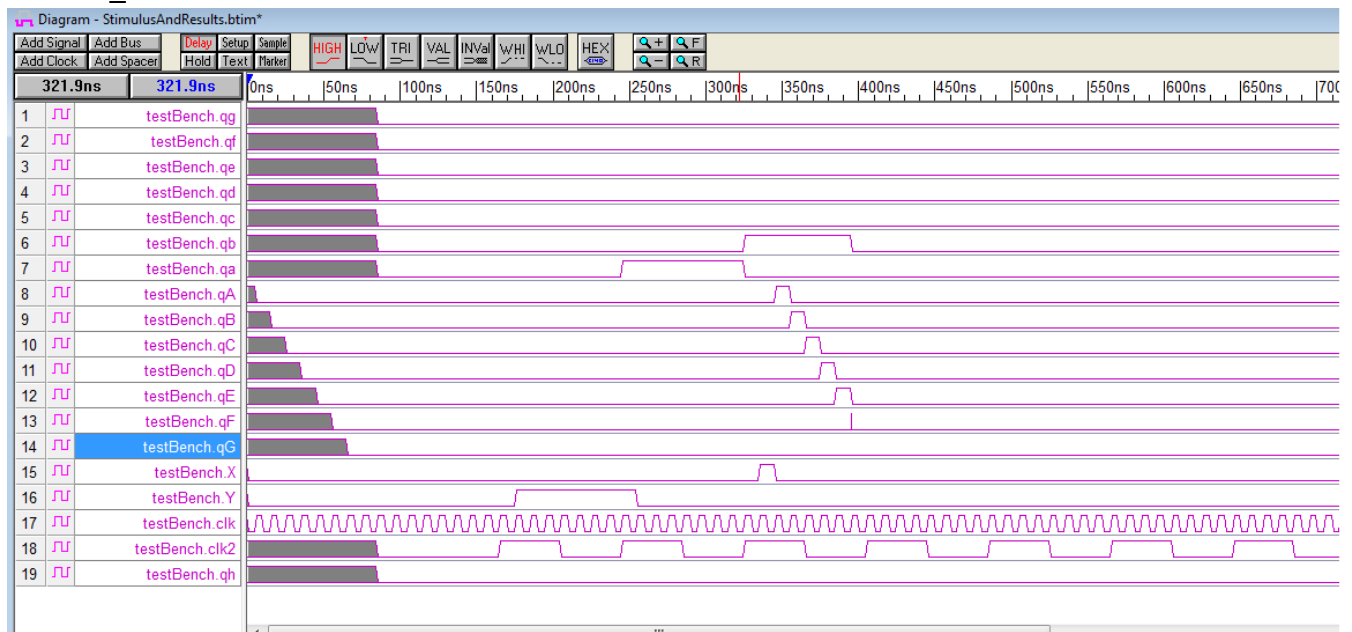 Diagram - StimulusAndResults.btim*
Add Signal Add Bus Delay Setup Sample HIGH LOW TRI VAL INVal WHI WLO HEX + F
Add Clock Add Spacer Hold Text Marker - R
321.9ns 321.9ns 0ns 50ns 100ns 150ns 200ns 250ns 300ns 350ns 400ns 450ns 500ns 550ns 600ns 650ns 700
1 testBench.qg
2 testBench.qf
3 testBench.qe
4 testBench.qd
5 testBench.qc
6 testBench.qb
7 testBench.qa
8 testBench.qA
9 testBench.qB
10 testBench.qC
11 testBench.qD
12 testBench.qE
13 testBench.qF
14 testBench.qG
15 testBench.X
16 testBench.Y
17 testBench.clk
18 testBench.clk2
19 testBench.qh